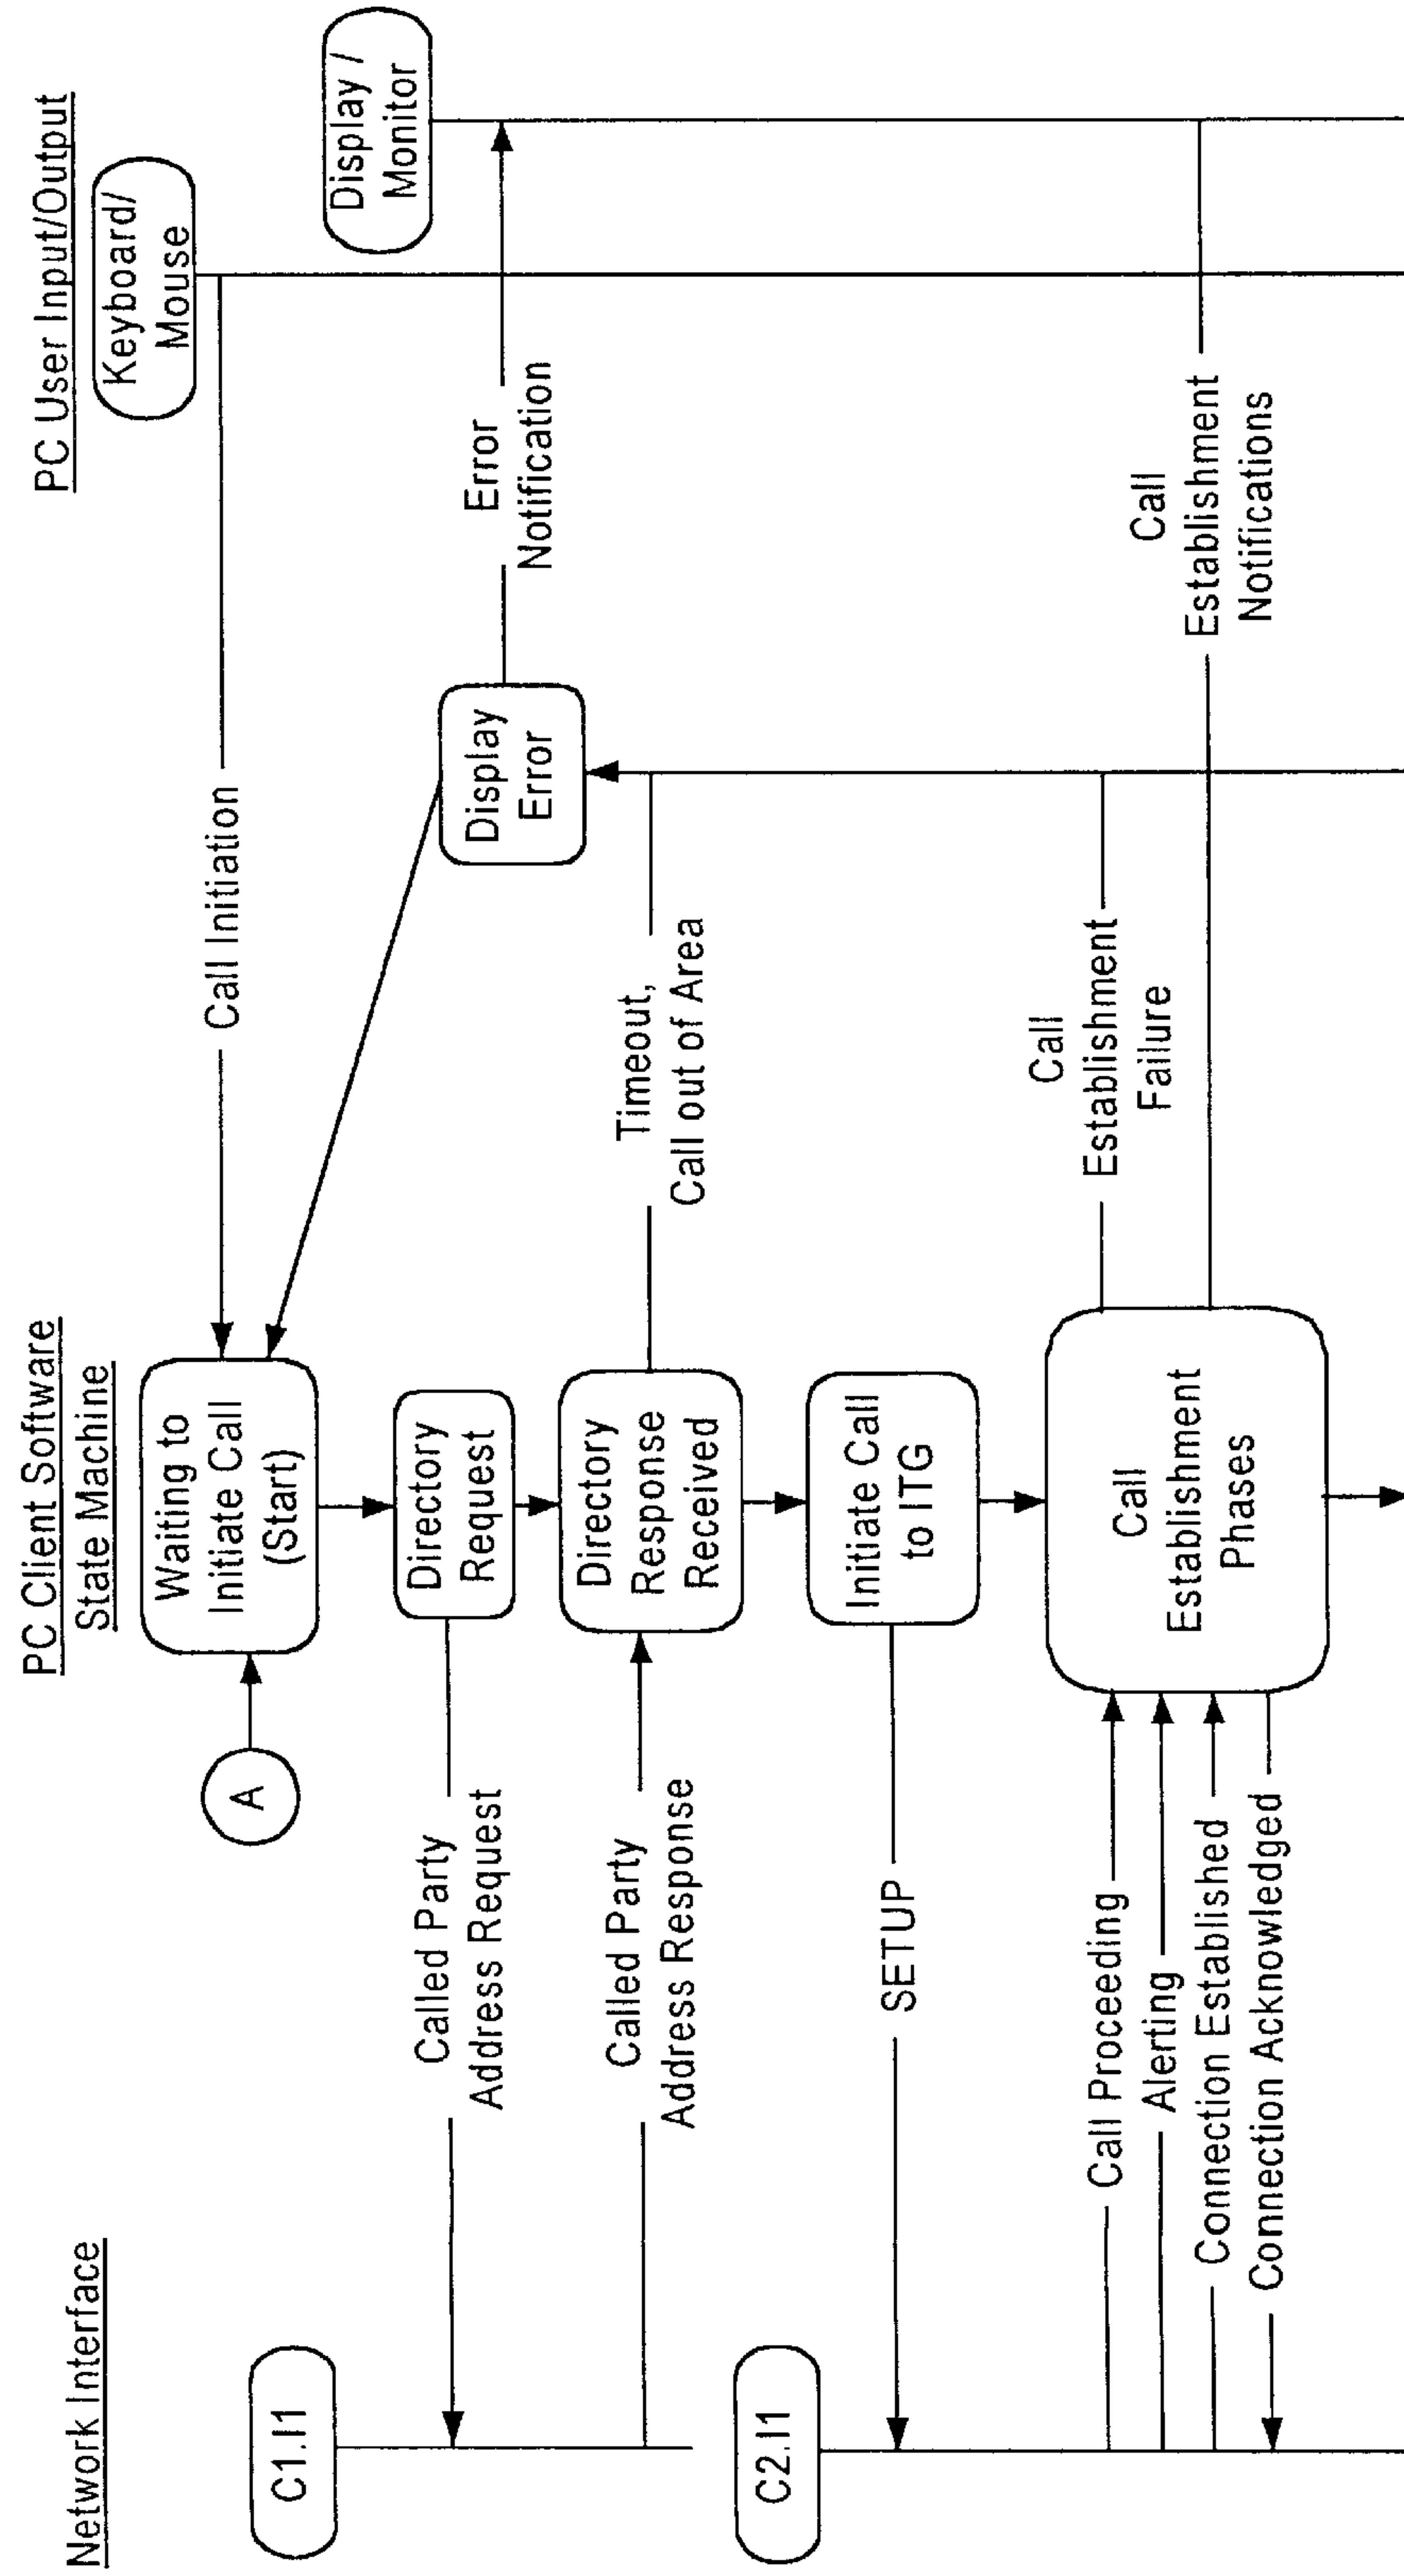 Network Interface
PC Client Software
State Machine
PC User Input/Output
Keyboard/
Mouse
Display /
Monitor
C1.I1
A
Waiting to
Initiate Call
(Start)
Call Initiation
Called Party
Address Request
Directory
Request
Display
Error
Error
Notification
Called Party
Address Response
Directory
Response
Received
Timeout,
Call out of Area
C2.I1
SETUP
Initiate Call
to ITG
Call Proceeding
Alerting
Connection Established
Connection Acknowledged
Call
Establishment
Phases
Call
Establishment
Failure
Call
Establishment
Notifications